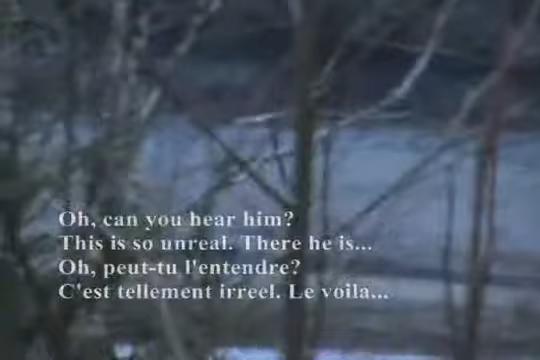 Oh, can you hear him?
This is so unreal. There he is...
Oh, peut-tu l'entendre?
C'est tellement irreel. Le voila...